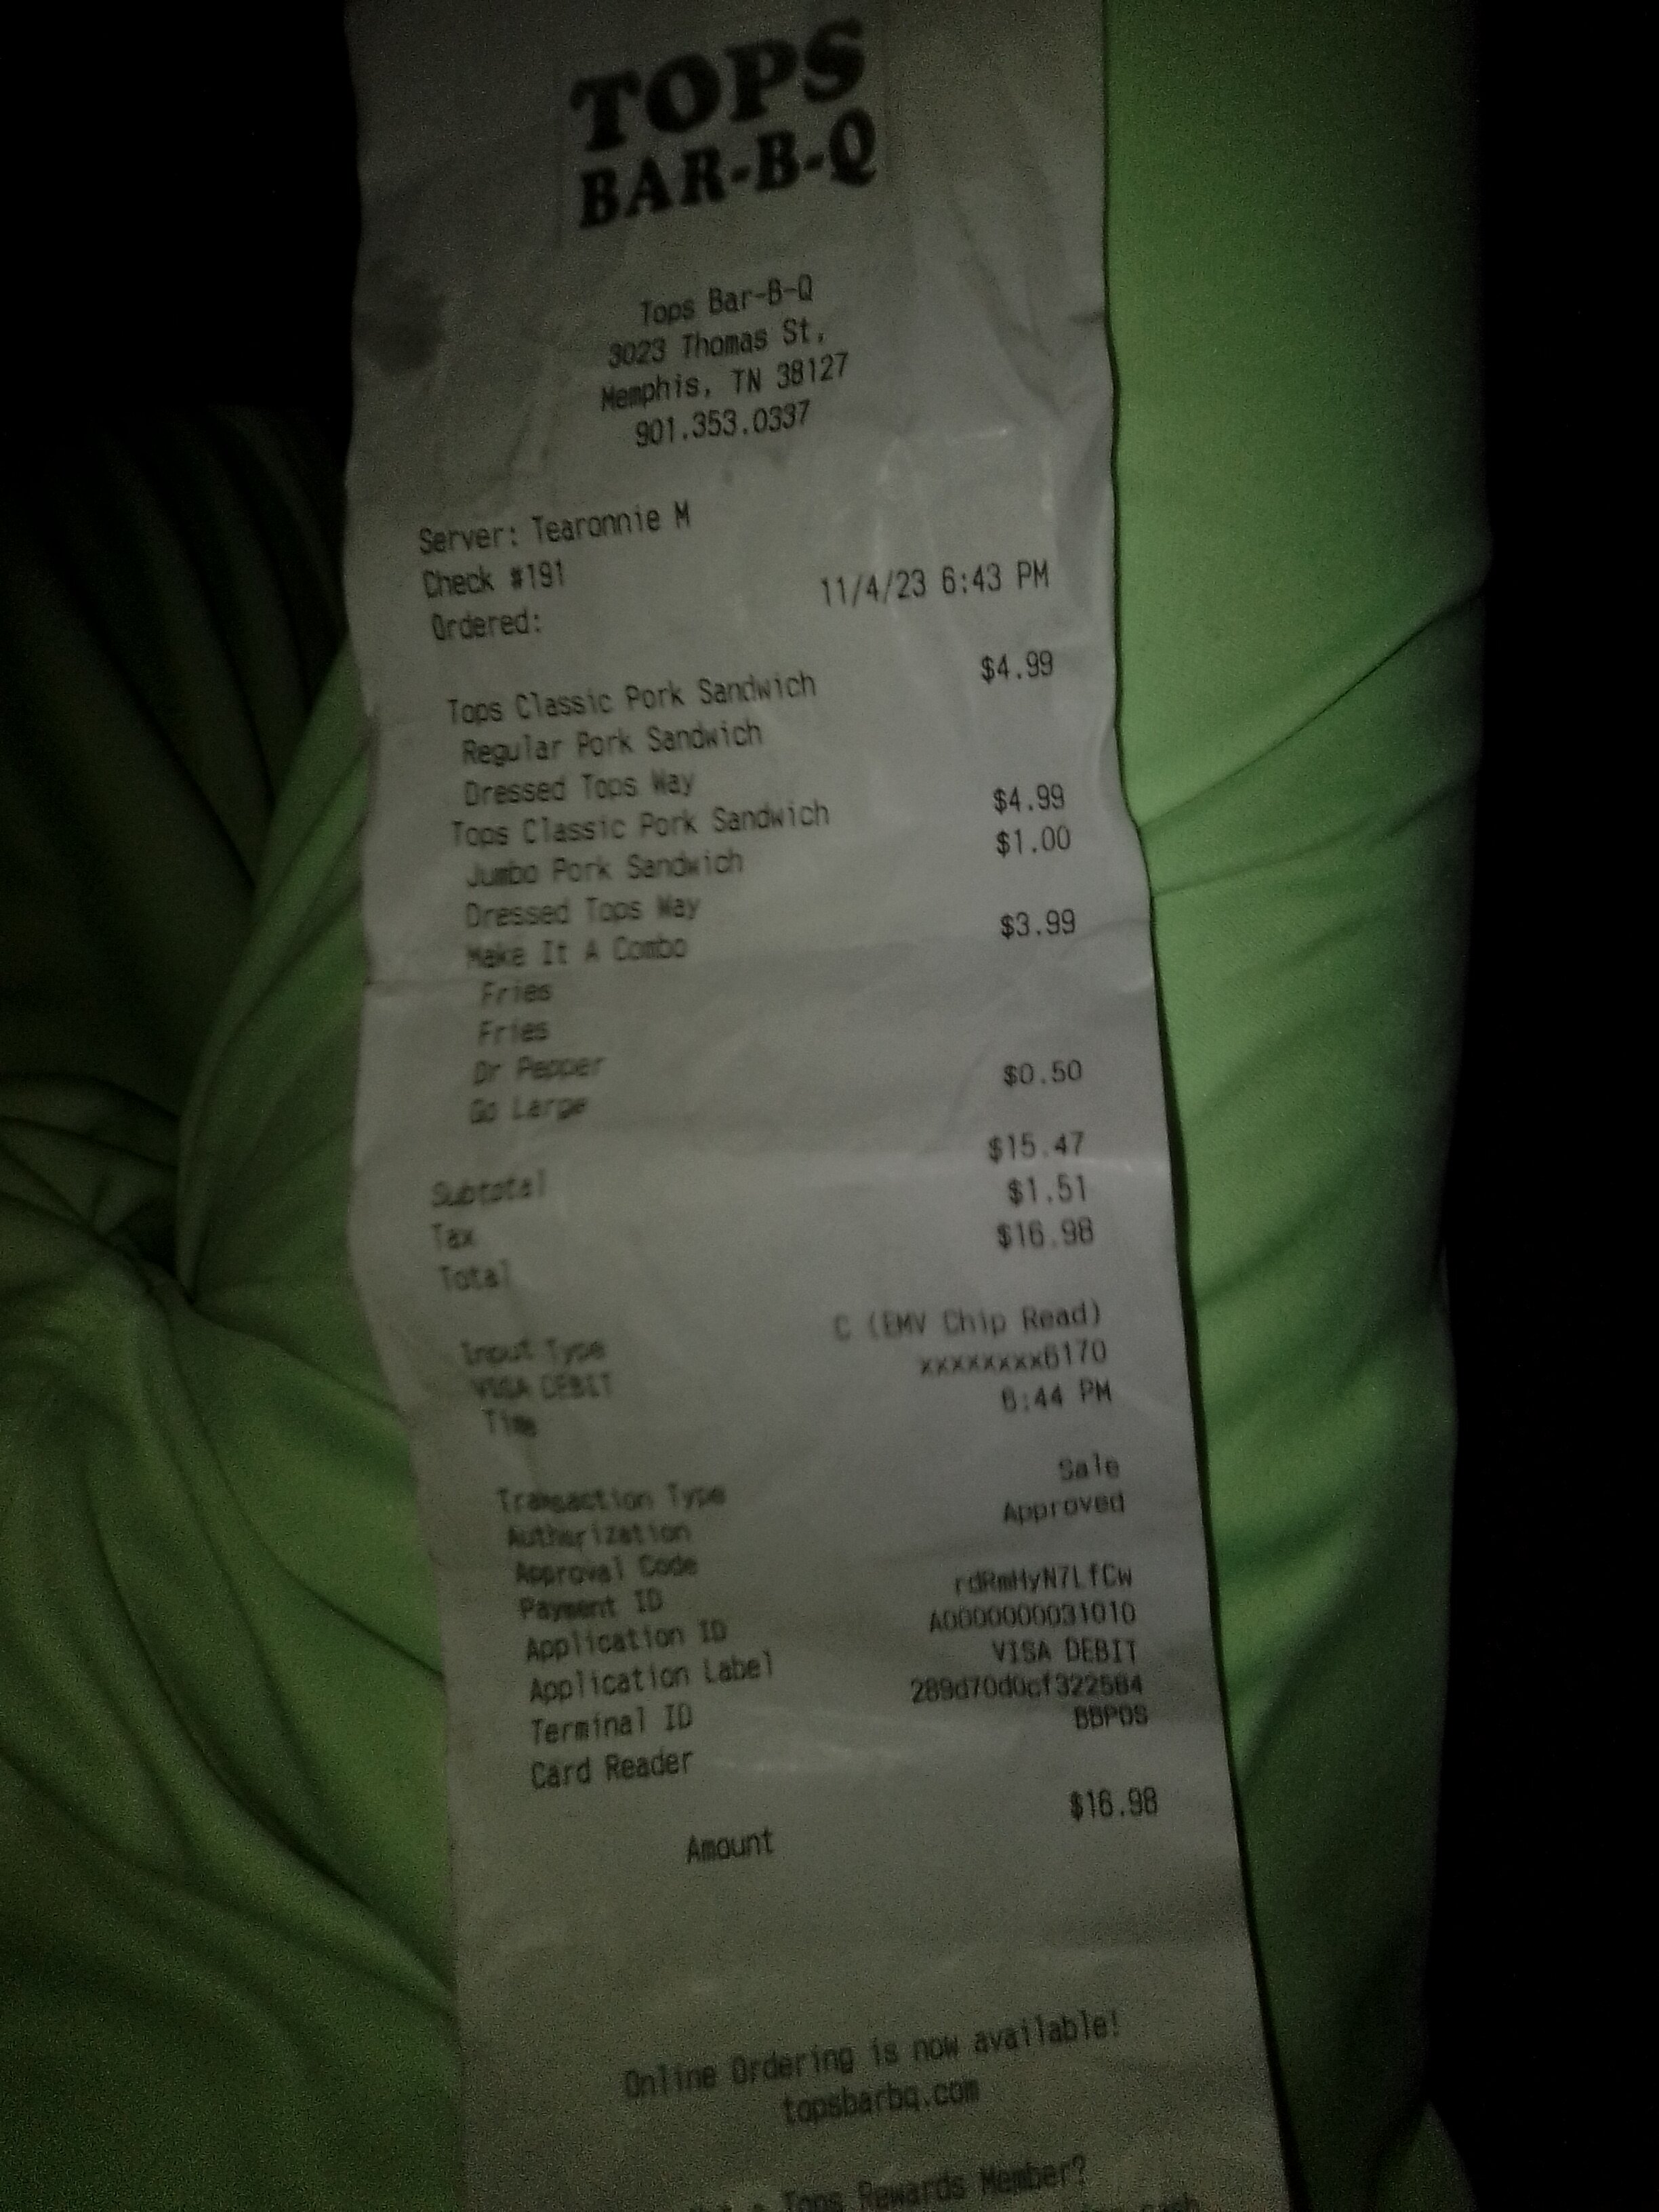 TOPS
BAR-B-Q
Tops Bar-B-Q
3023 Thomas St,
Memphis, TN 38127
901.353.0337
Server: Tearonnie M
Check #191
Ordered: 11/4/23 6:43 PM
Tops Classic Pork Sandwich $4.99
Regular Pork Sandwich
Dressed Tops Way
Tops Classic Pork Sandwich $4.99
Jumbo Pork Sandwich $1.00
Dressed Tops Way
Make It A Combo $3.99
Fries
Fries
Dr Pepper
Go Large $0.50
Subtotal $15.47
Tax $1.51
Total $16.98
Input Type C (EMV Chip Read)
VISA DEBIT xxxxxxxx6170
Time 6:44 PM
Transaction Type Sale
Authorization Approved
Approval Code
Payment ID rdRmHyN7LfCw
Application ID A0000000031010
Application Label VISA DEBIT
Terminal ID 289d70d0cf322584
Card Reader BBPOS
Amount $16.98
Online Ordering is now available!
topsbarbq.com
Tops Rewards Member?
cash